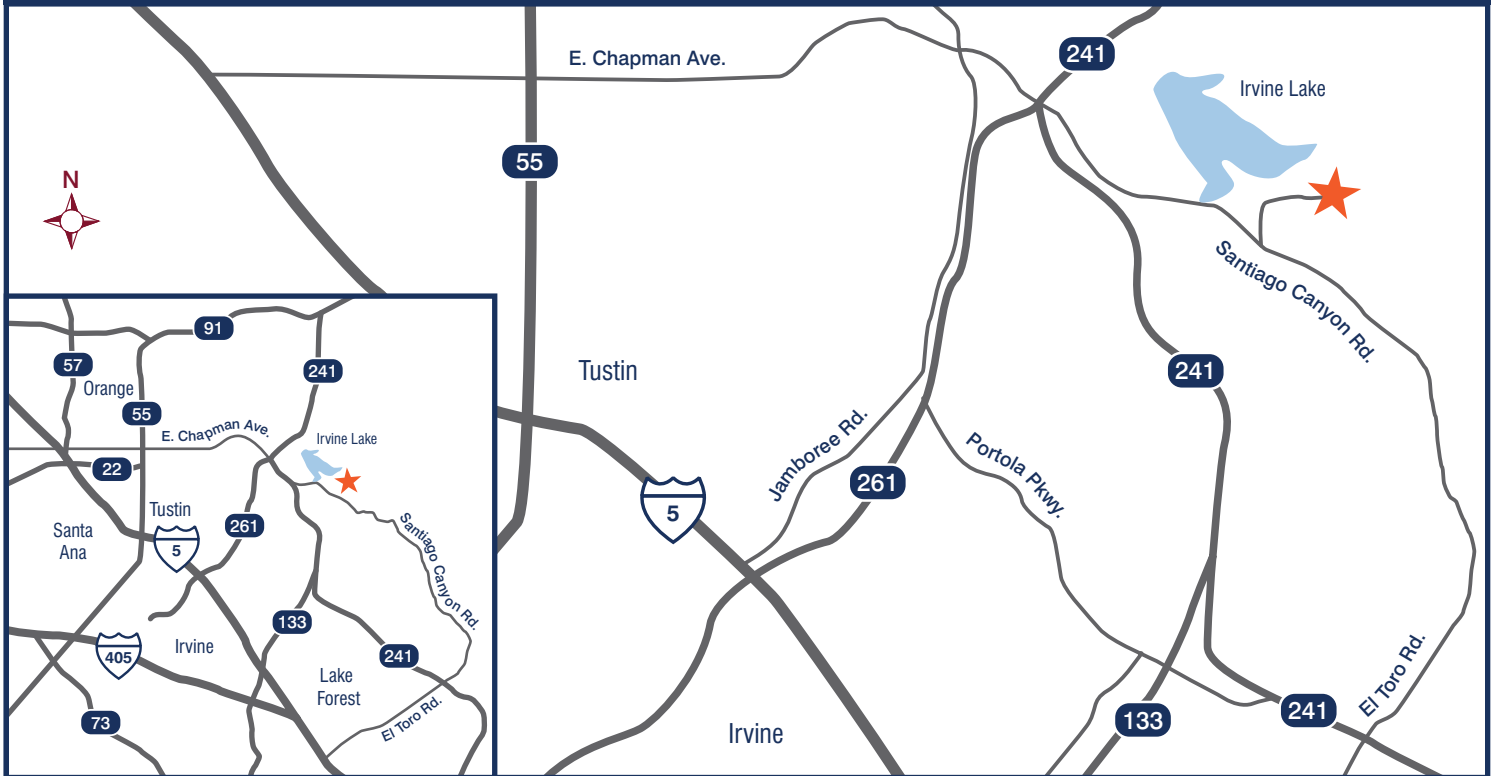 241
E. Chapman Ave.
Irvine Lake
55
N
Santiago Canyon Rd.
241
Tustin
Jamboree Rd.
Portola Pkwy.
261
5
El Toro Rd.
241
133
Irvine
91
57
241
Orange
55
E. Chapman Ave.
Irvine Lake
22
Tustin
261
Santa
Ana
5
Santiago Canyon Rd.
133
Irvine
405
241
Lake
Forest
El Toro Rd.
73